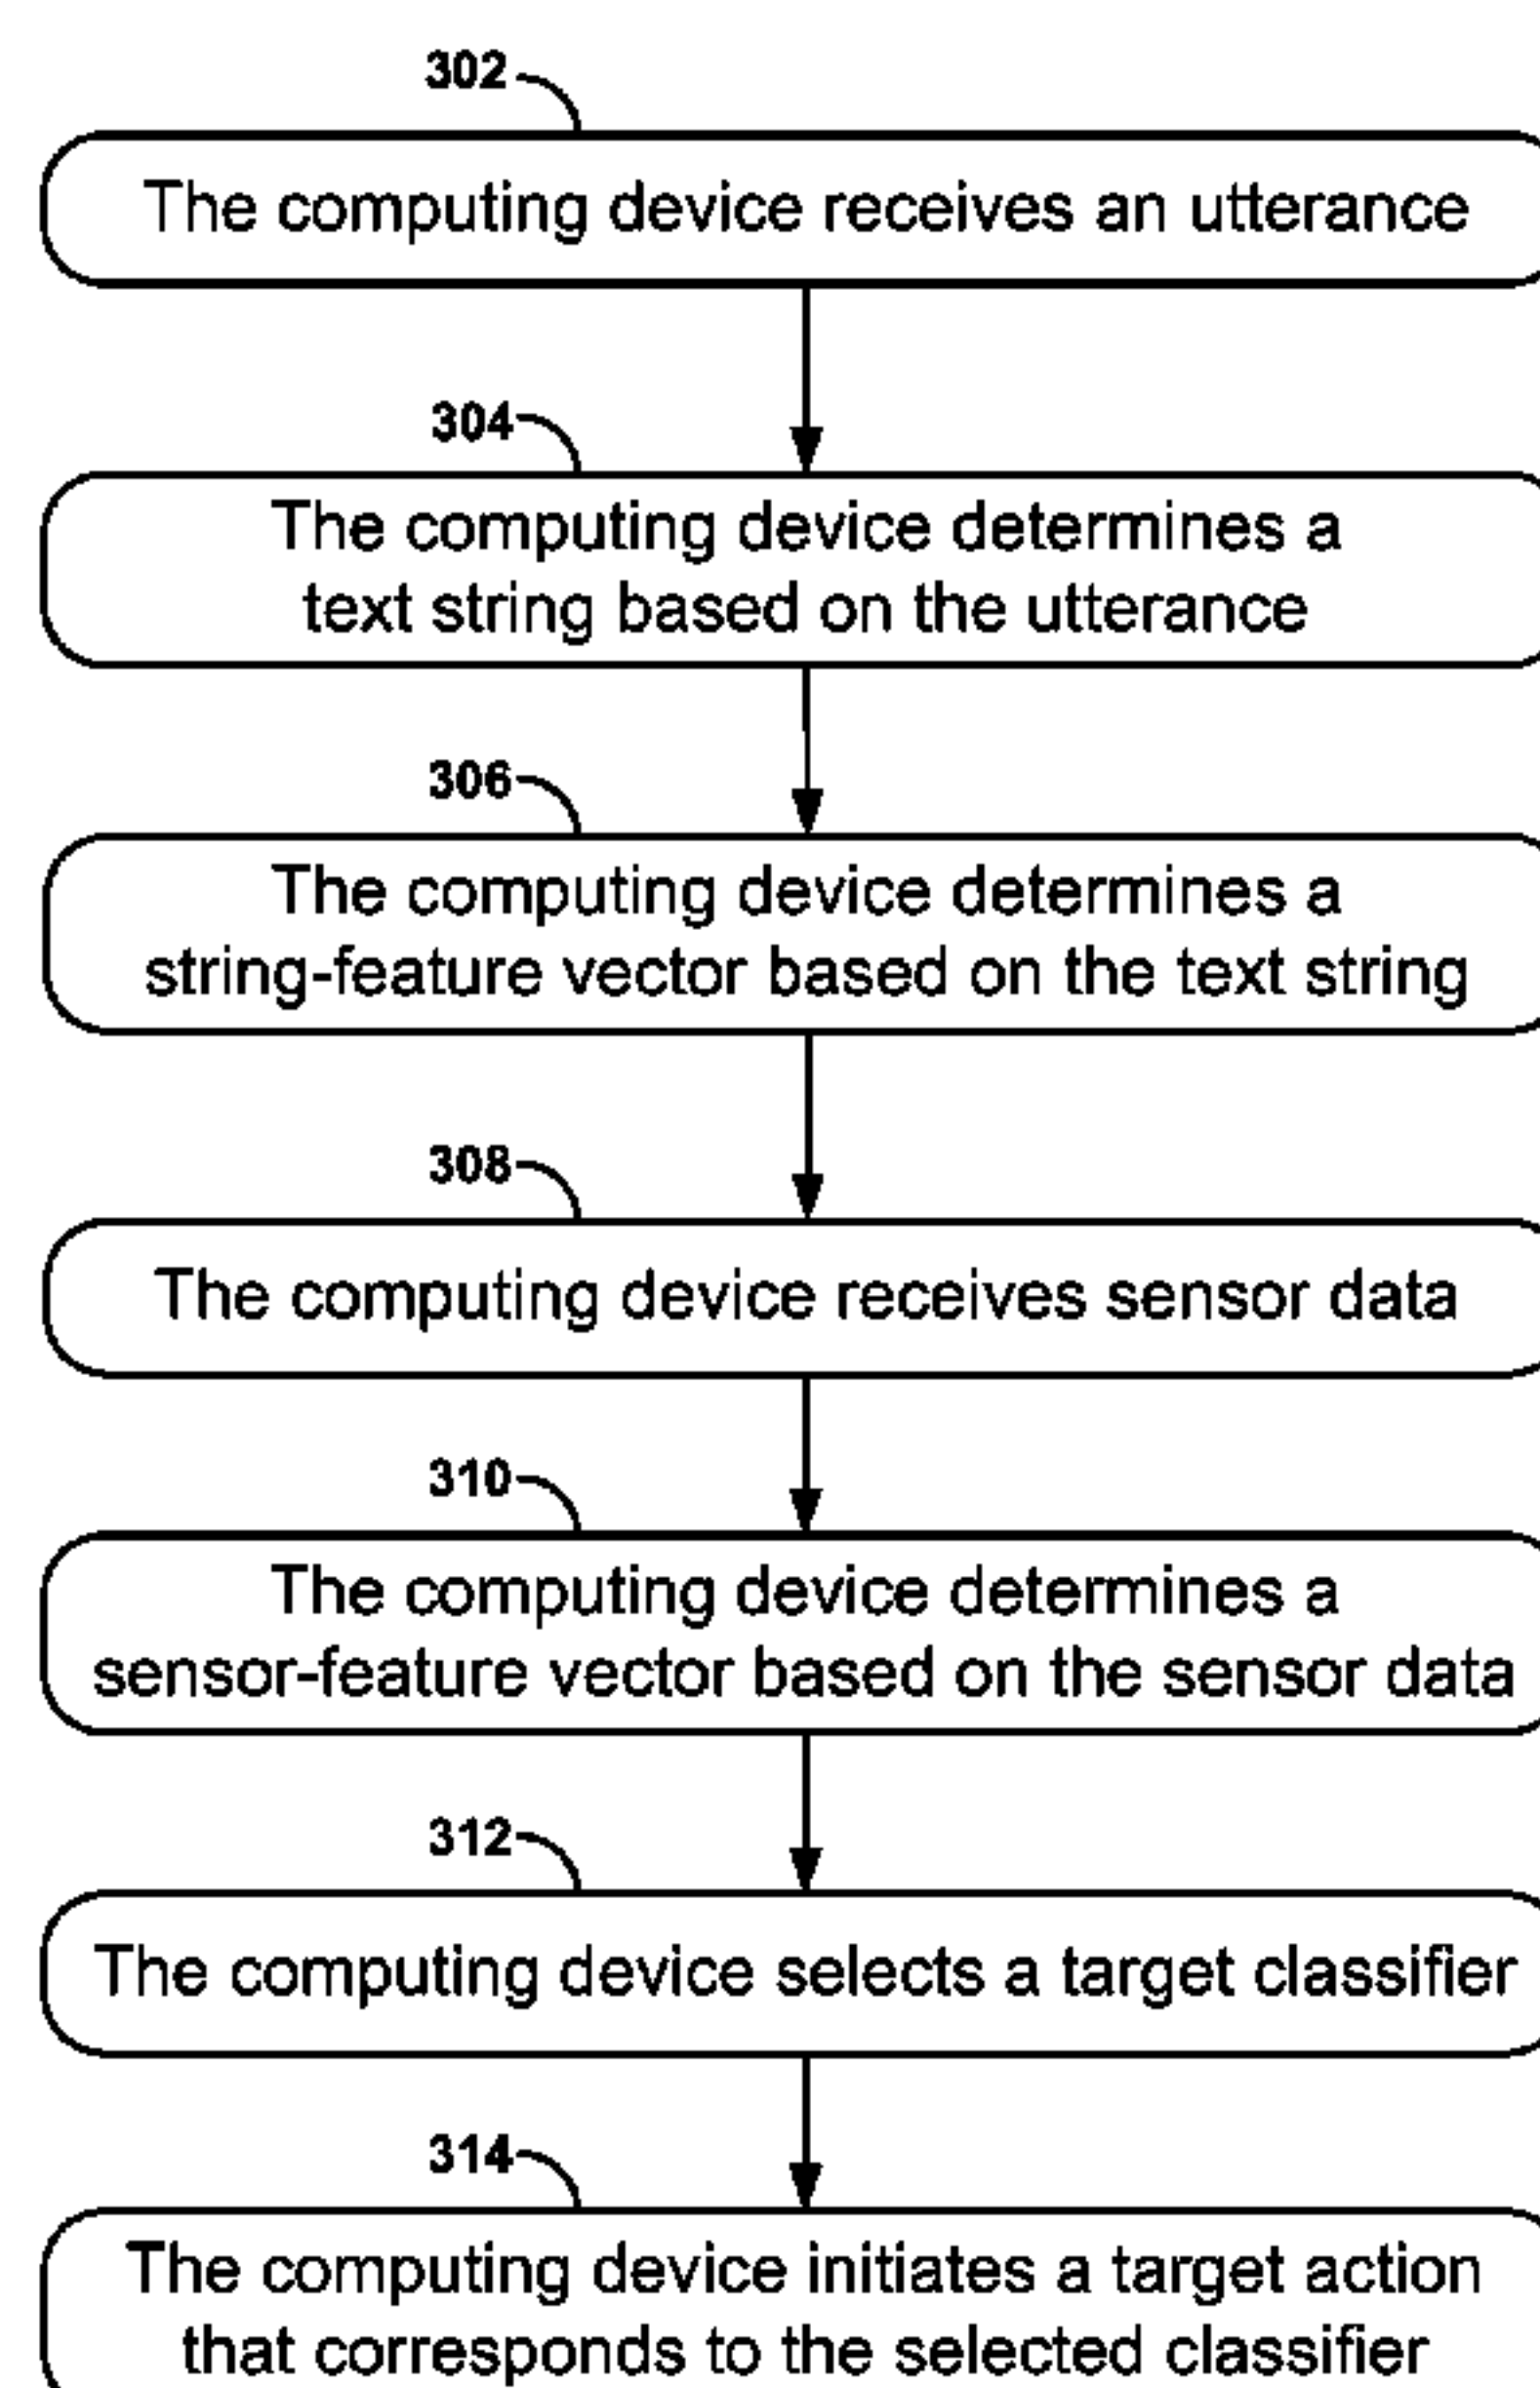 302
The computing device receives an utterance
304
The computing device determines a
text string based on the utterance
306
The computing device determines a
string-feature vector based on the text string
308
The computing device receives sensor data
310
The computing device determines a
sensor-feature vector based on the sensor data
312
The computing device selects a target classifier
314
The computing device initiates a target action
that corresponds to the selected classifier